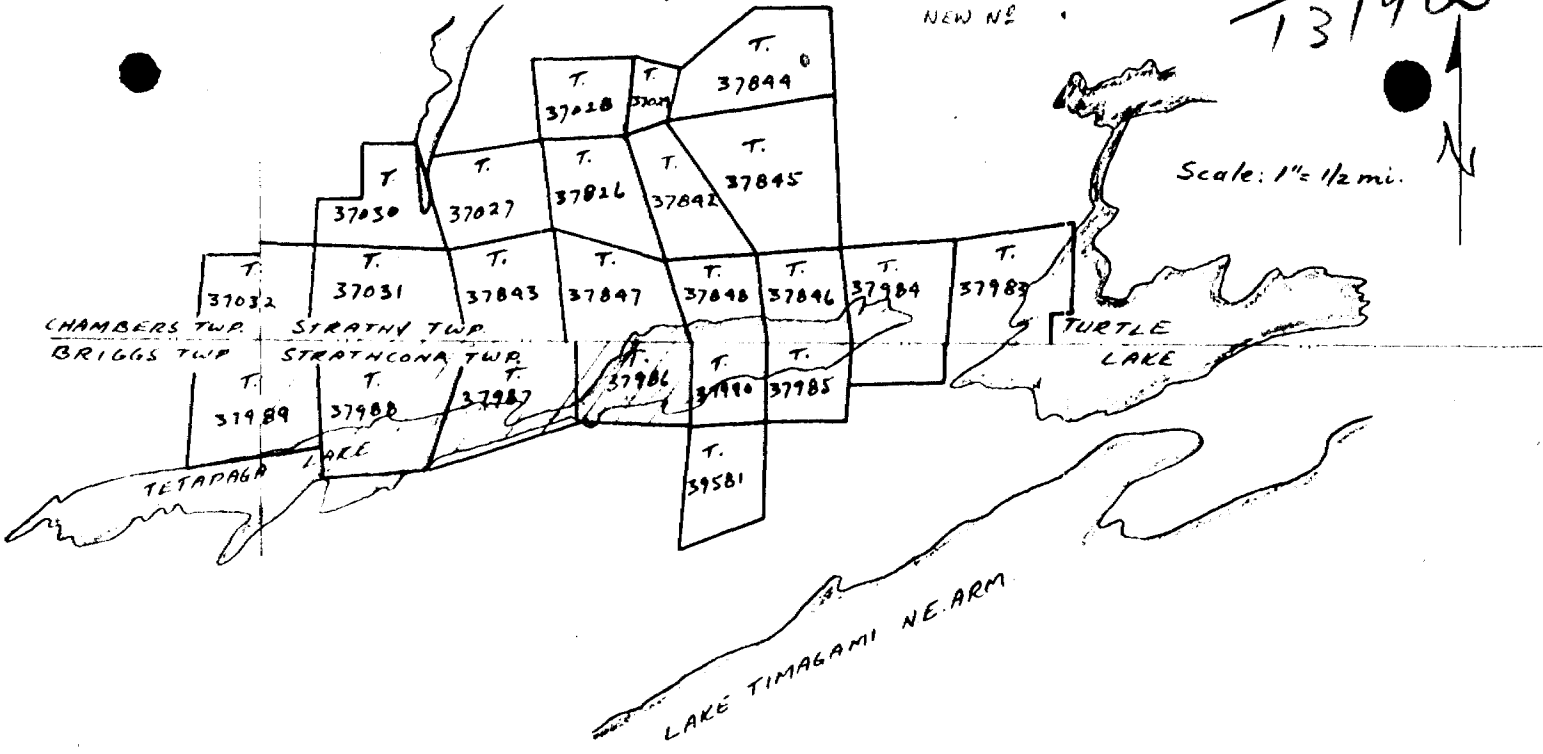 NEW Nº
T.
37844
T.
37028
T.
T.
37845
T.
37826
T.
37842
T.
37030
T.
37027
Scale: 1"= 1/2 mi.
N
T.
37032
T.
37031
T.
37843
T.
37847
T.
37848
T.
37846
T.
37984
T.
37983
CHAMBERS TWP. STRATHY TWP.
BRIGGS TWP STRATHCONA TWP.
TURTLE
LAKE
T.
37989
T.
37988
T.
37987
T.
37986
T.
37990
T.
37985
TETAPAGA LAKE
T.
39581
LAKE TIMAGAMI NE. ARM